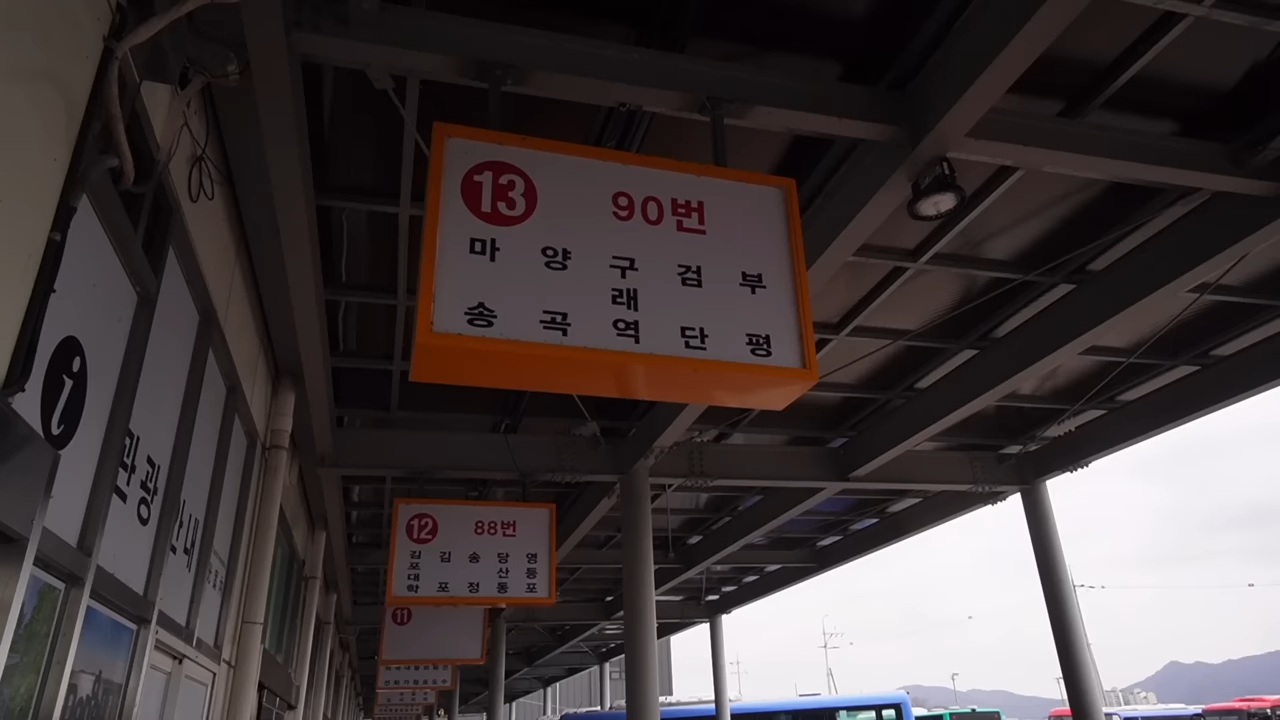 13 90번
마송 양곡 구래역 검단 부평
i
관광
안내
12 88번
김포대학 김포 송정 당산동 영등포
11